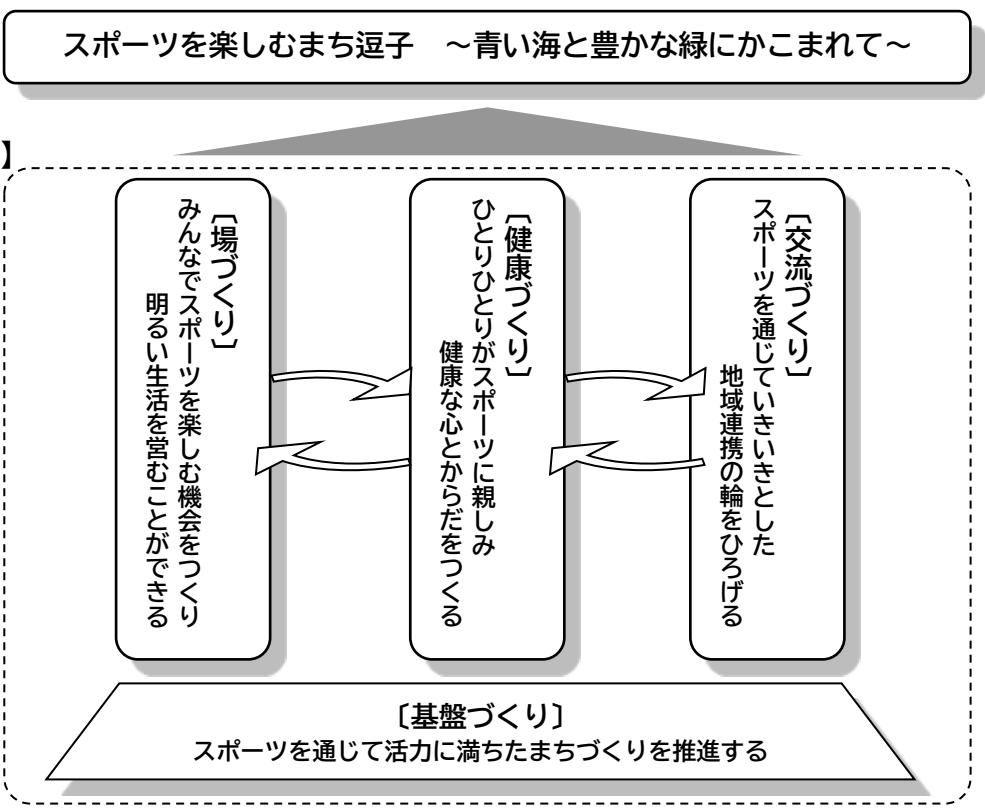 スポーツを楽しむまち逗子　～青い海と豊かな緑にかこまれて～
】
〔場づくり〕
みんなでスポーツを楽しむ機会をつくり
明るい生活を営むことができる
〔健康づくり〕
ひとりひとりがスポーツに親しみ
健康な心とからだをつくる
〔交流づくり〕
スポーツを通じていきいきとした
地域連携の輪をひろげる
〔基盤づくり〕
スポーツを通じて活力に満ちたまちづくりを推進する